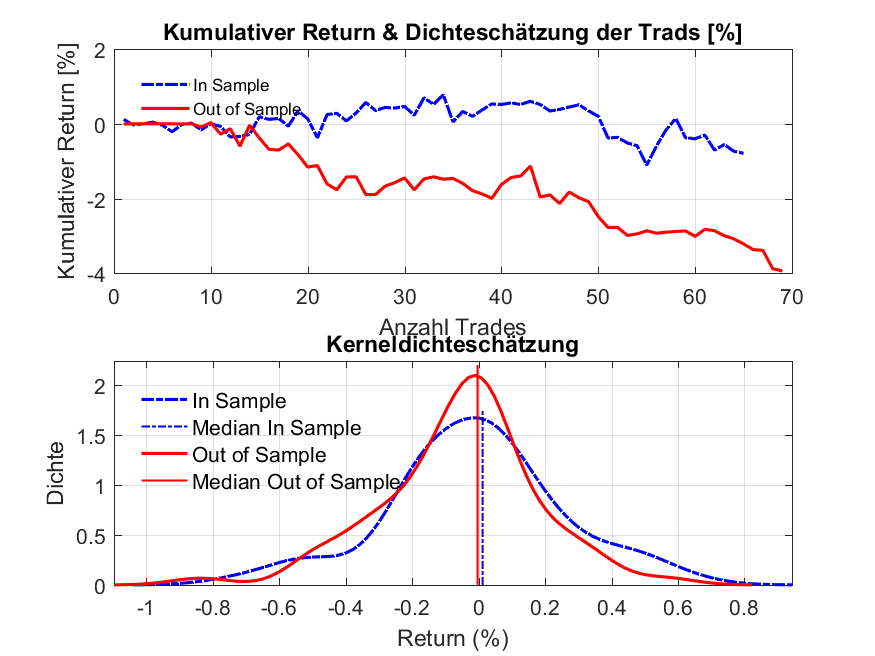 Kumulativer Return & Dichteschätzung der Trads [%]
Kumulativer Return [%]
2
0
-2
-4
In Sample
Out of Sample
0 10 20 30 40 50 60 70
Anzahl Trades
Kerneldichteschätzung
Dichte
2
1.5
1
0.5
0
In Sample
Median In Sample
Out of Sample
Median Out of Sample
-1 -0.8 -0.6 -0.4 -0.2 0 0.2 0.4 0.6 0.8
Return (%)